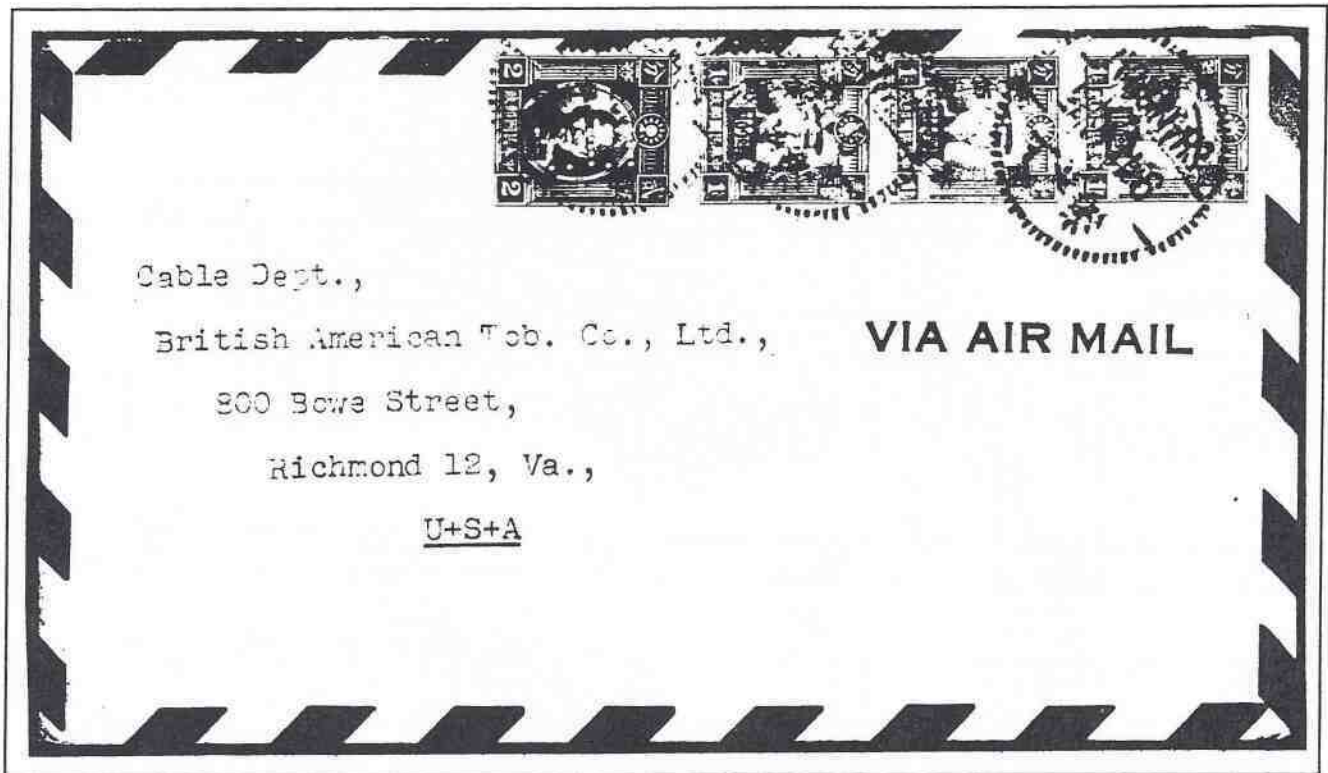 Cable Dept.,
British American Tob. Co., Ltd.,
VIA AIR MAIL
800 Bowe Street,
Richmond 12, Va.,
U+S+A